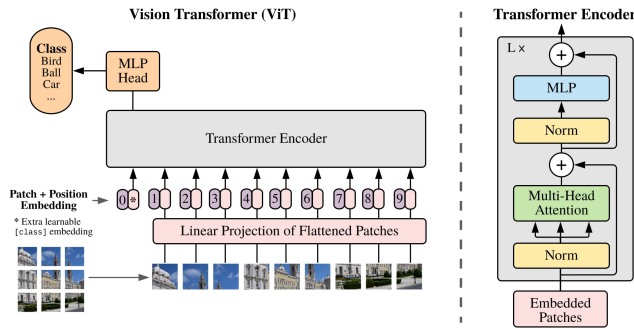 Vision Transformer (ViT)
Class
Bird
Ball
Car
...
MLP
Head
Transformer Encoder
Patch + Position
Embedding
0 * 1 2 3 4 5 6 7 8 9
* Extra learnable
[class] embedding
Linear Projection of Flattened Patches
Transformer Encoder
L ×
+
MLP
Norm
+
Multi-Head
Attention
Norm
Embedded
Patches